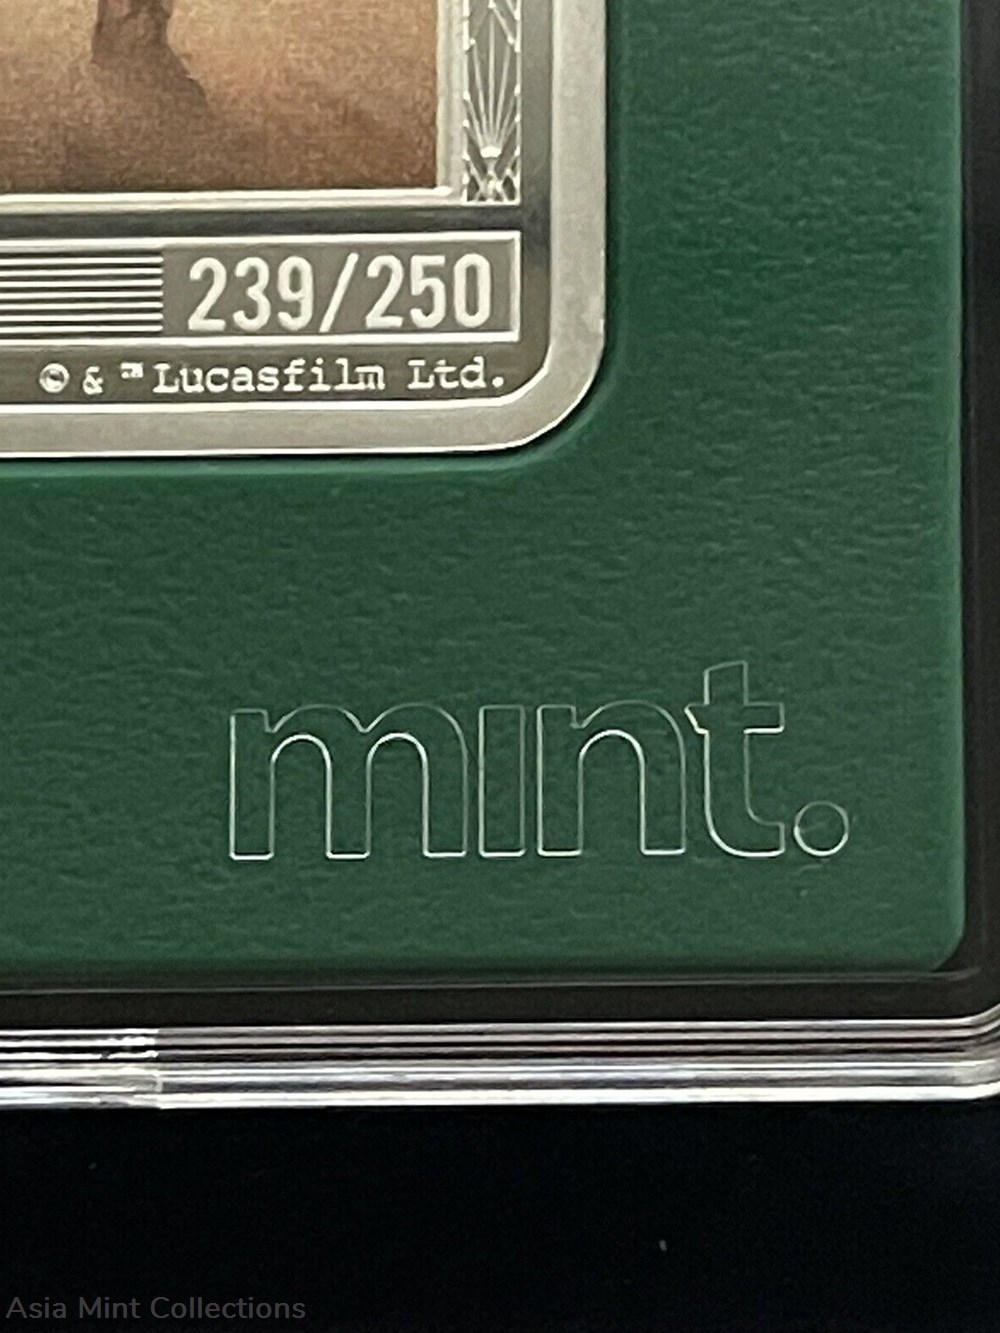 239/250
© & ™ Lucasfilm Ltd.
mint.
Asia Mint Collections